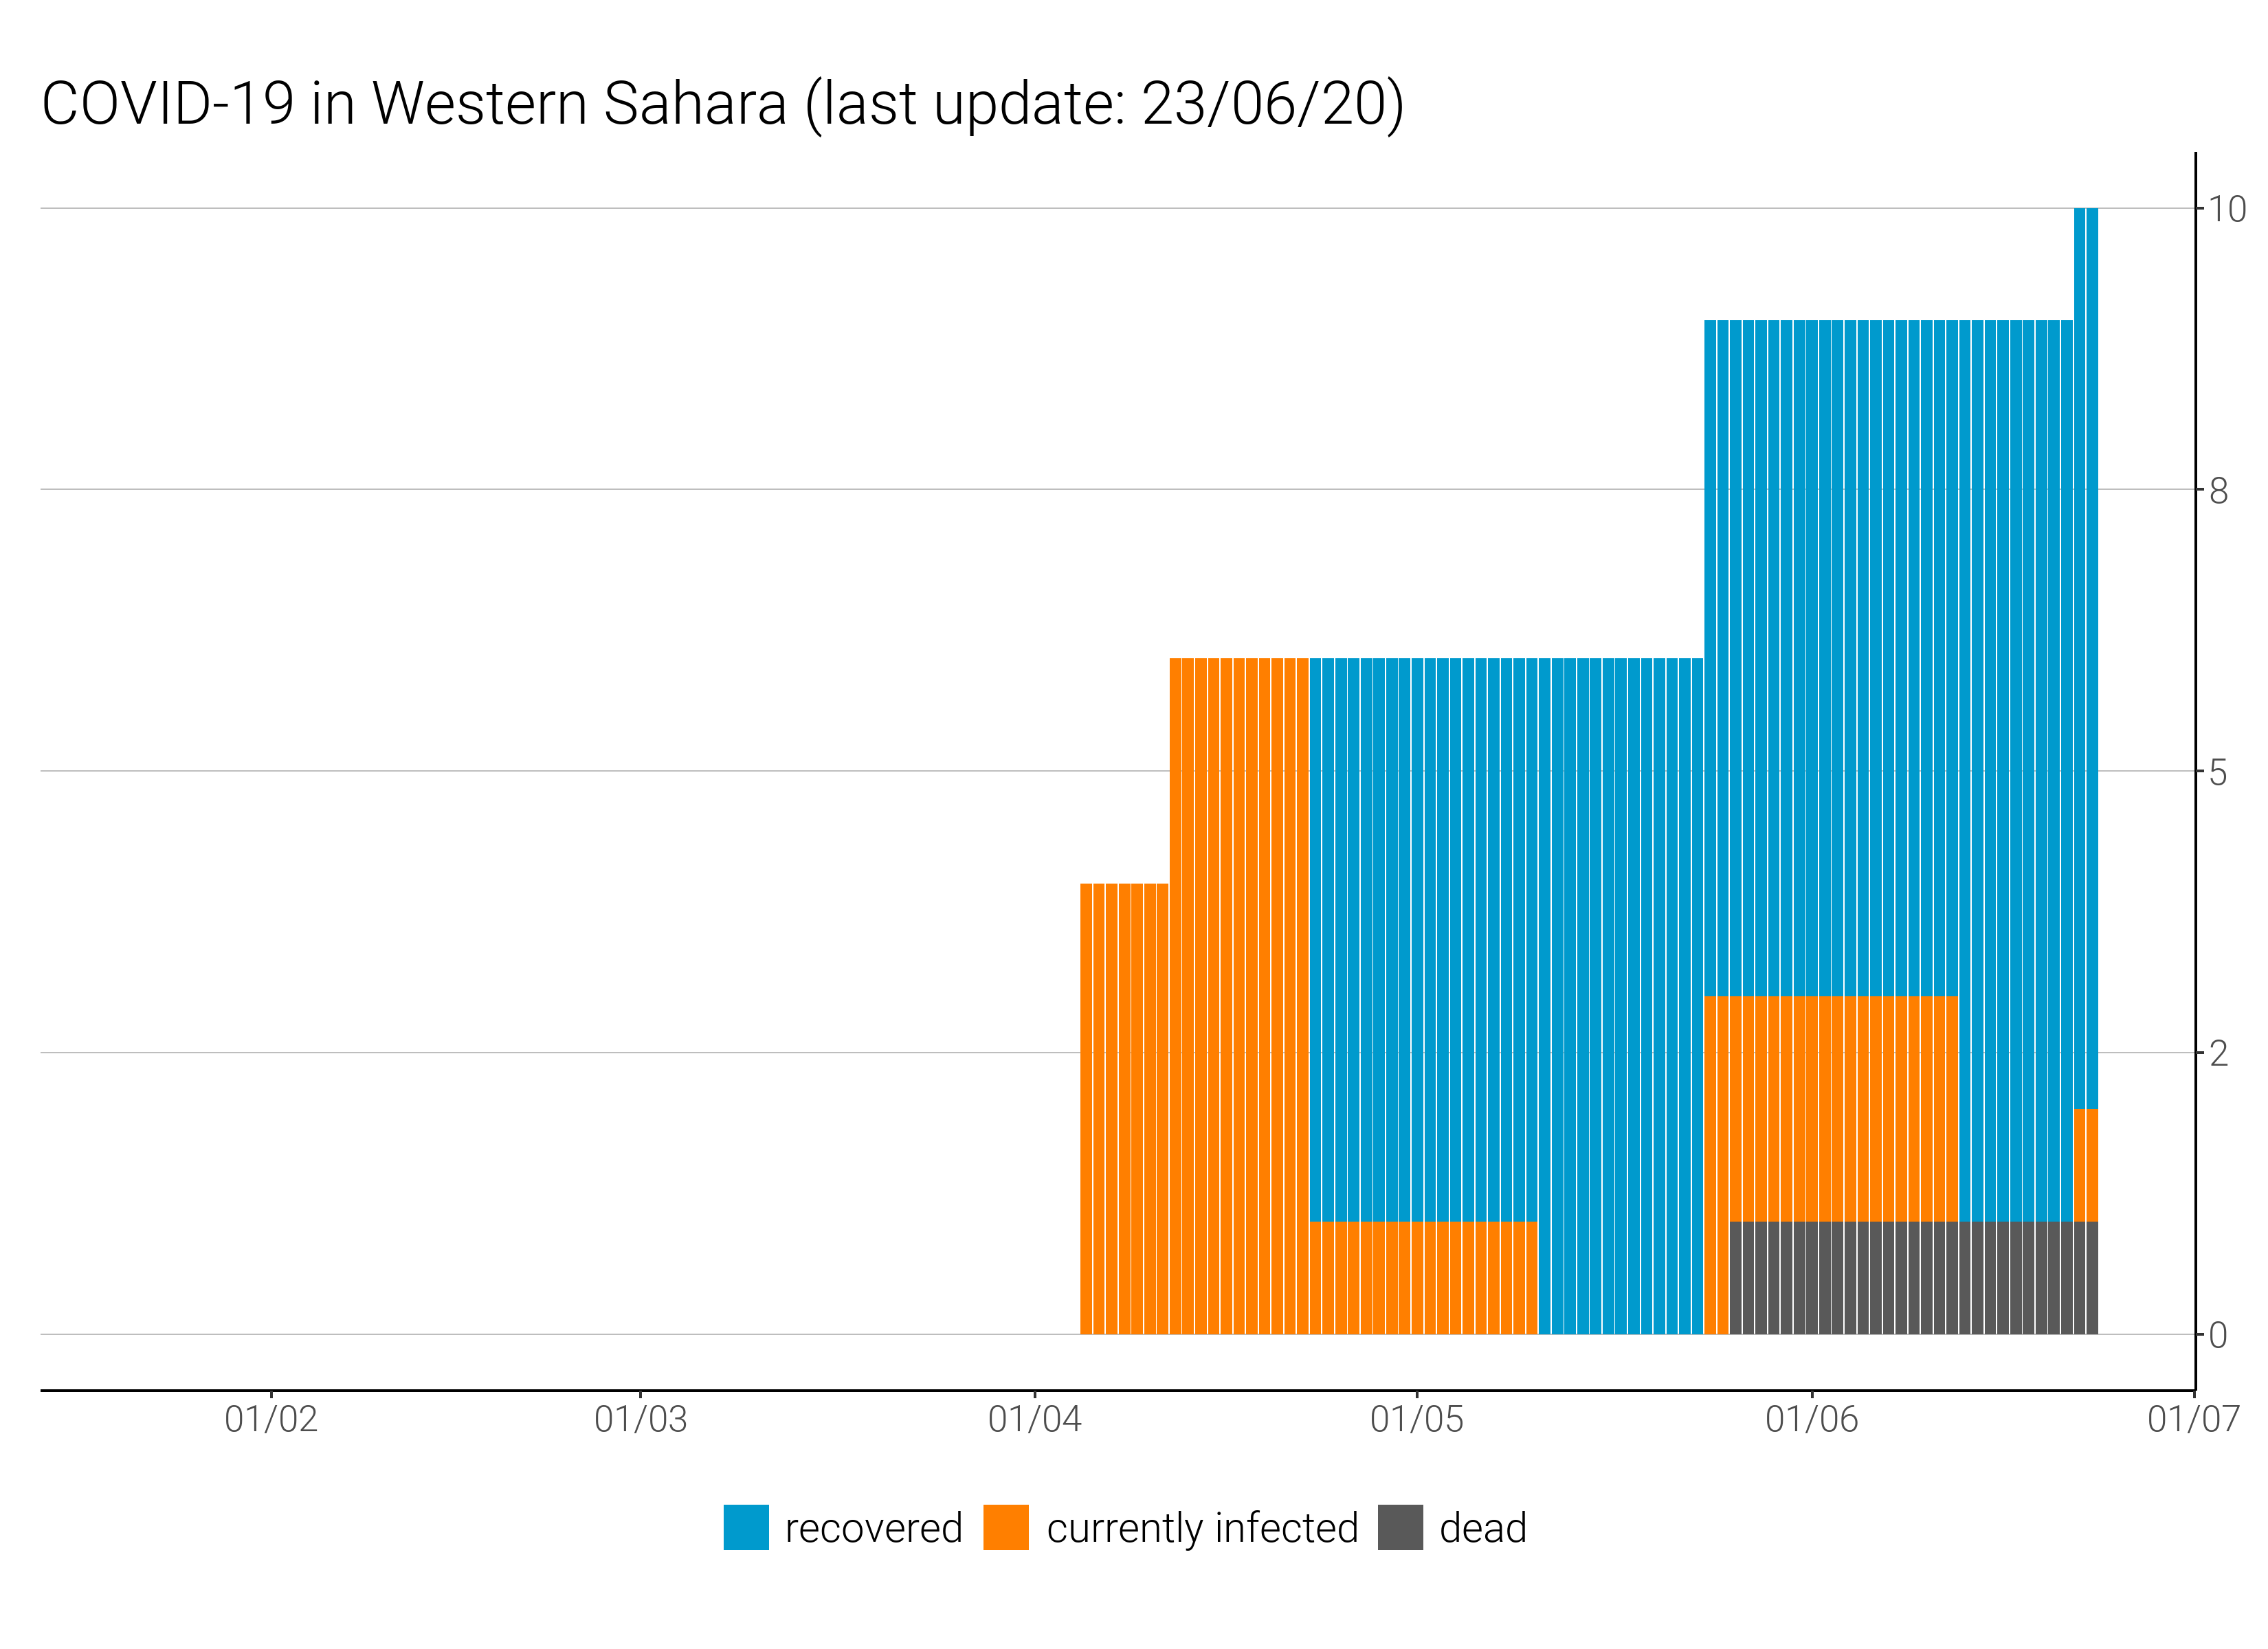 COVID-19 in Western Sahara (last update: 23/06/20)
10
8
5
2
0
01/02 01/03 01/04 01/05 01/06 01/07
recovered currently infected dead